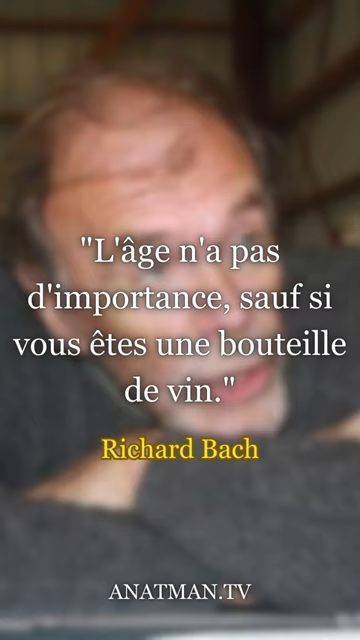 "L'âge n'a pas
d'importance, sauf si
vous êtes une bouteille
de vin."
Richard Bach
ANATMAN.TV